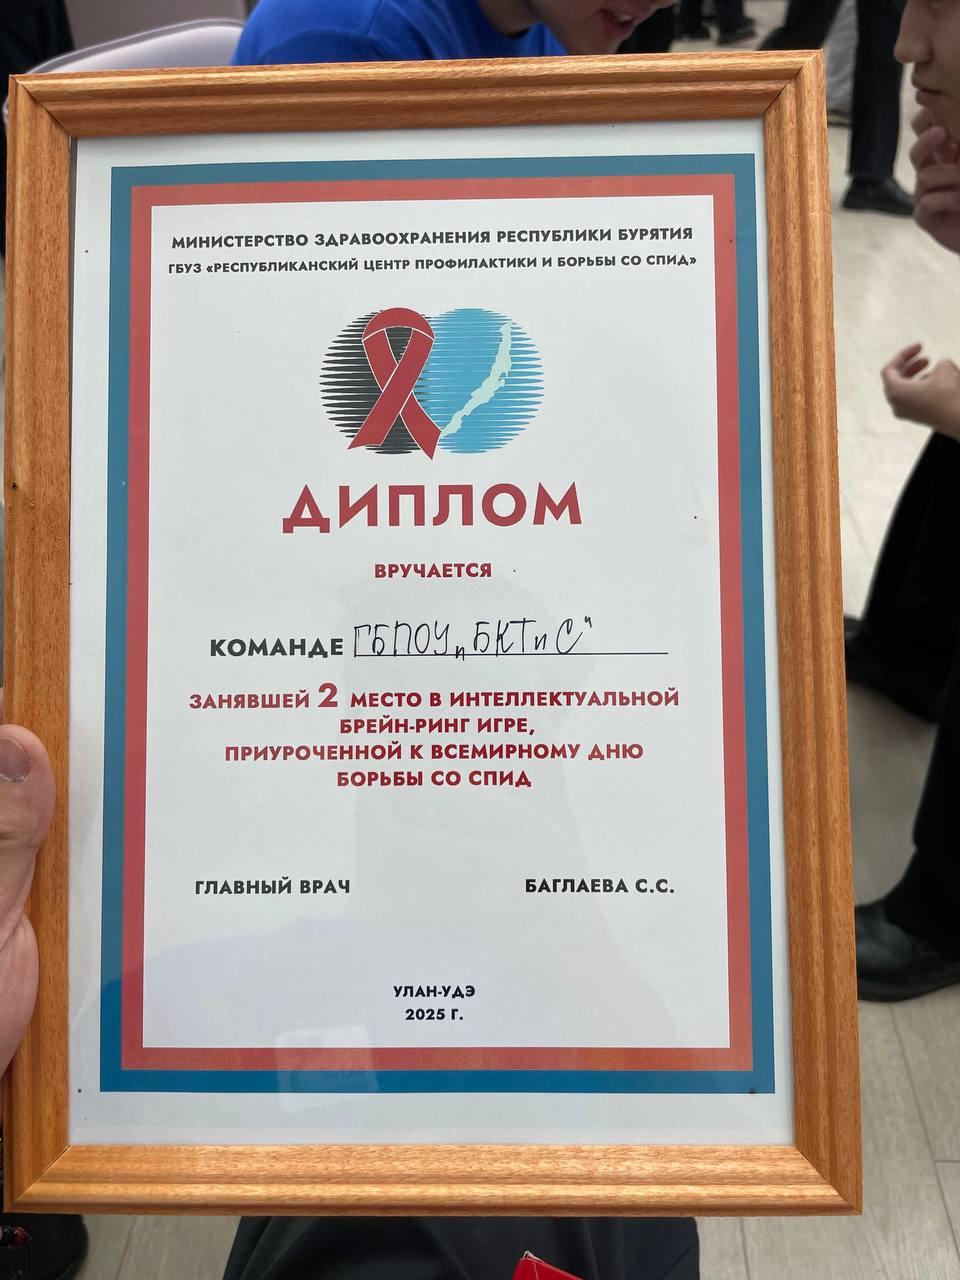 МИНИСТЕРСТВО ЗДРАВООХРАНЕНИЯ РЕСПУБЛИКИ БУРЯТИЯ
ГБУЗ «РЕСПУБЛИКАНСКИЙ ЦЕНТР ПРОФИЛАКТИКИ И БОРЬБЫ СО СПИД»
ДИПЛОМ
ВРУЧАЕТСЯ
КОМАНДЕ ГБПОУ „БКТиС"
ЗАНЯВШЕЙ 2 МЕСТО В ИНТЕЛЛЕКТУАЛЬНОЙ
БРЕЙН-РИНГ ИГРЕ,
ПРИУРОЧЕННОЙ К ВСЕМИРНОМУ ДНЮ
БОРЬБЫ СО СПИД
ГЛАВНЫЙ ВРАЧ БАГЛАЕВА С.С.
УЛАН-УДЭ
2025 Г.